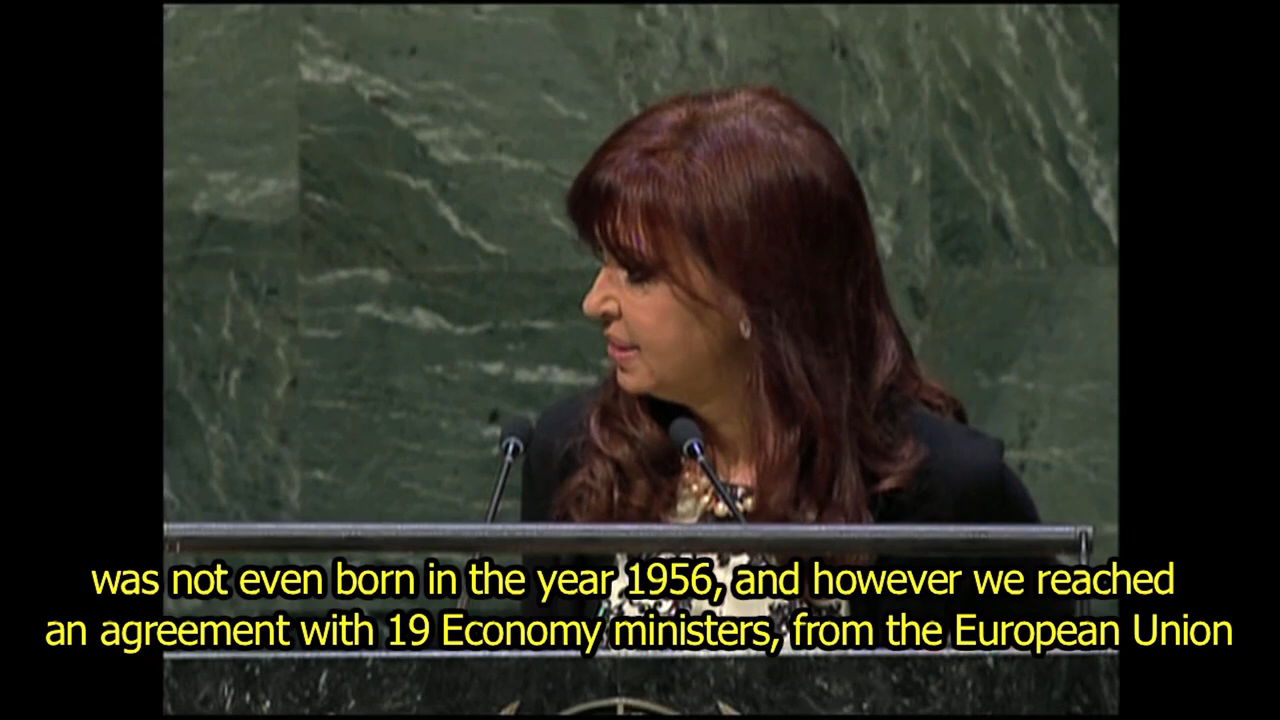 was not even born in the year 1956, and however we reached
an agreement with 19 Economy ministers, from the European Union